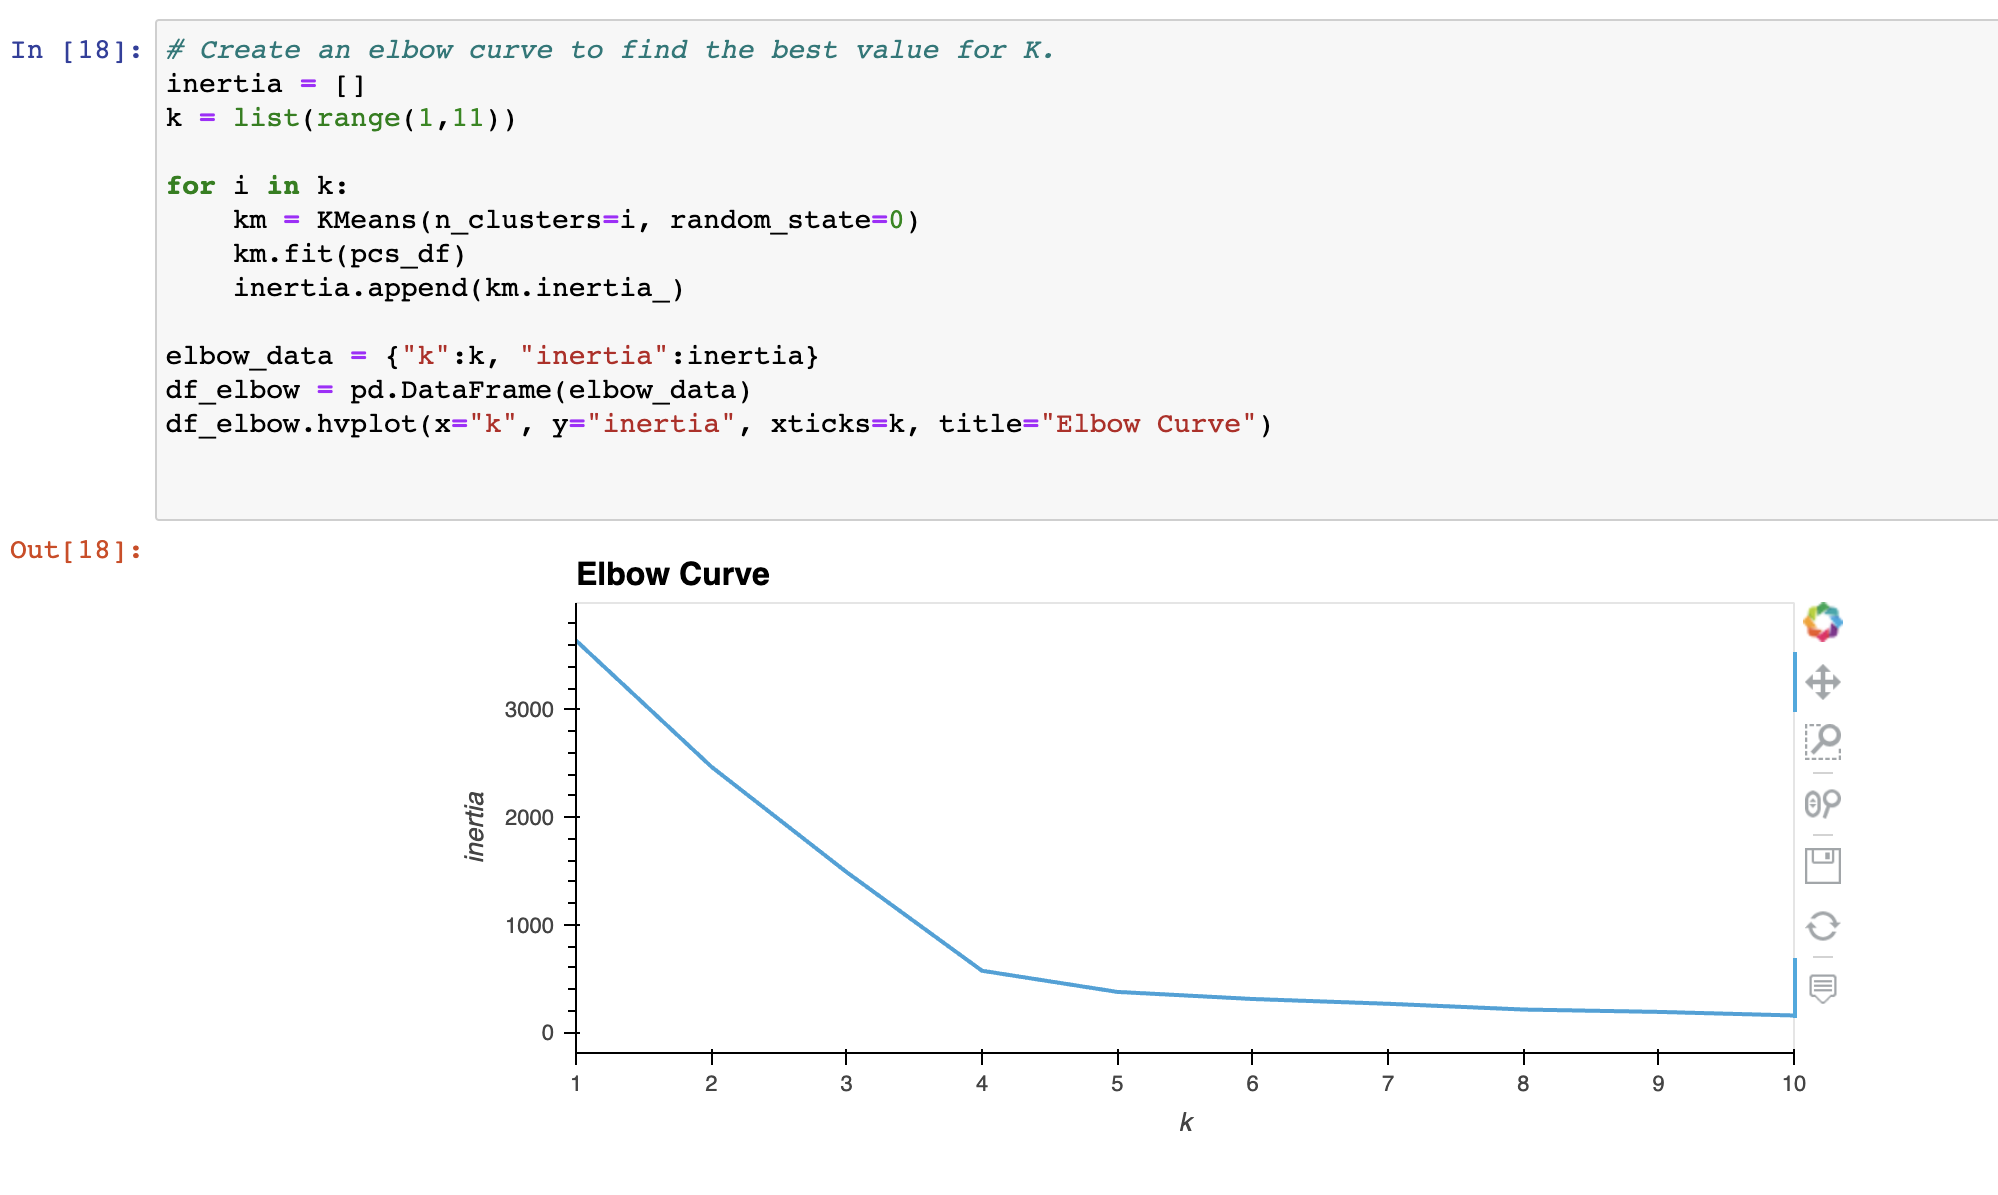 In [18]:
# Create an elbow curve to find the best value for K.
inertia = []
k = list(range(1,11))
for i in k:
    km = KMeans(n_clusters=i, random_state=0)
    km.fit(pcs_df)
    inertia.append(km.inertia_)
elbow_data = {"k":k, "inertia":inertia}
df_elbow = pd.DataFrame(elbow_data)
df_elbow.hvplot(x="k", y="inertia", xticks=k, title="Elbow Curve")
Out[18]:
Elbow Curve
inertia
3000
2000
1000
0
1 2 3 4 5 6 7 8 9 10
k